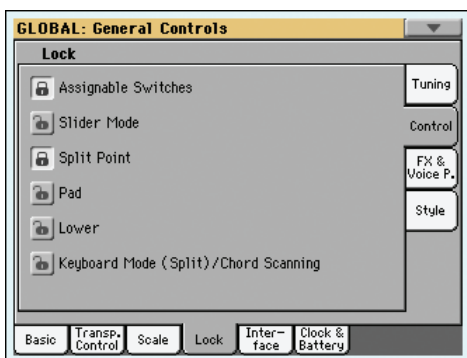 GLOBAL: General Controls
Lock
Assignable Switches
Slider Mode
Split Point
Pad
Lower
Keyboard Mode (Split)/Chord Scanning
Tuning
Control
FX &
Voice P.
Style
Basic
Transp.
Control
Scale
Lock
Inter-
face
Clock &
Battery